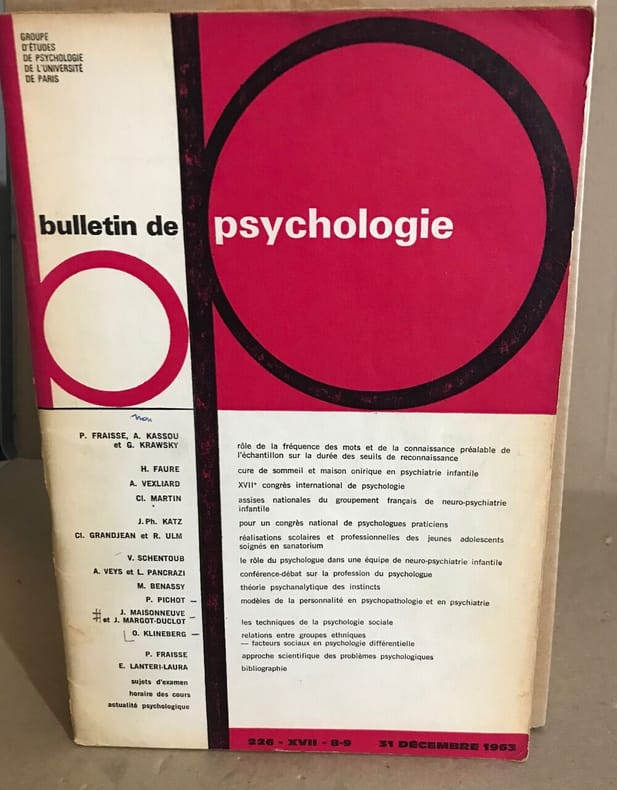 GROUPE
D'ÉTUDES
DE PSYCHOLOGIE
DE L'UNIVERSITÉ
DE PARIS
bulletin de psychologie
non
P. FRAISSE, A. KASSOU
et G. KRAWSKY
rôle de la fréquence des mots et de la connaissance préalable de
l'échantillon sur la durée des seuils de reconnaissance
H. FAURE cure de sommeil et maison onirique en psychiatrie infantile
A. VEXLIARD XVIIe congrès international de psychologie
Cl. MARTIN assises nationales du groupement français de neuro-psychiatrie
infantile
J.Ph. KATZ pour un congrès national de psychologues praticiens
Cl. GRANDJEAN et R. ULM réalisations scolaires et professionnelles des jeunes adolescents
soignés en sanatorium
V. SCHENTOUB le rôle du psychologue dans une équipe de neuro-psychiatrie infantile
A. VEYS et L. PANCRAZI conférence-débat sur la profession du psychologue
M. BENASSY théorie psychanalytique des instincts
P. PICHOT modèles de la personnalité en psychopathologie et en psychiatrie
J. MAISONNEUVE
et J. MARGOT-DUCLOT les techniques de la psychologie sociale
O. KLINEBERG relations entre groupes ethniques
— facteurs sociaux en psychologie différentielle
P. FRAISSE approche scientifique des problèmes psychologiques
E. LANTERI-LAURA bibliographie
sujets d'examen
horaire des cours
actualité psychologique
226 - XVII - 8-9 31 DÉCEMBRE 1963